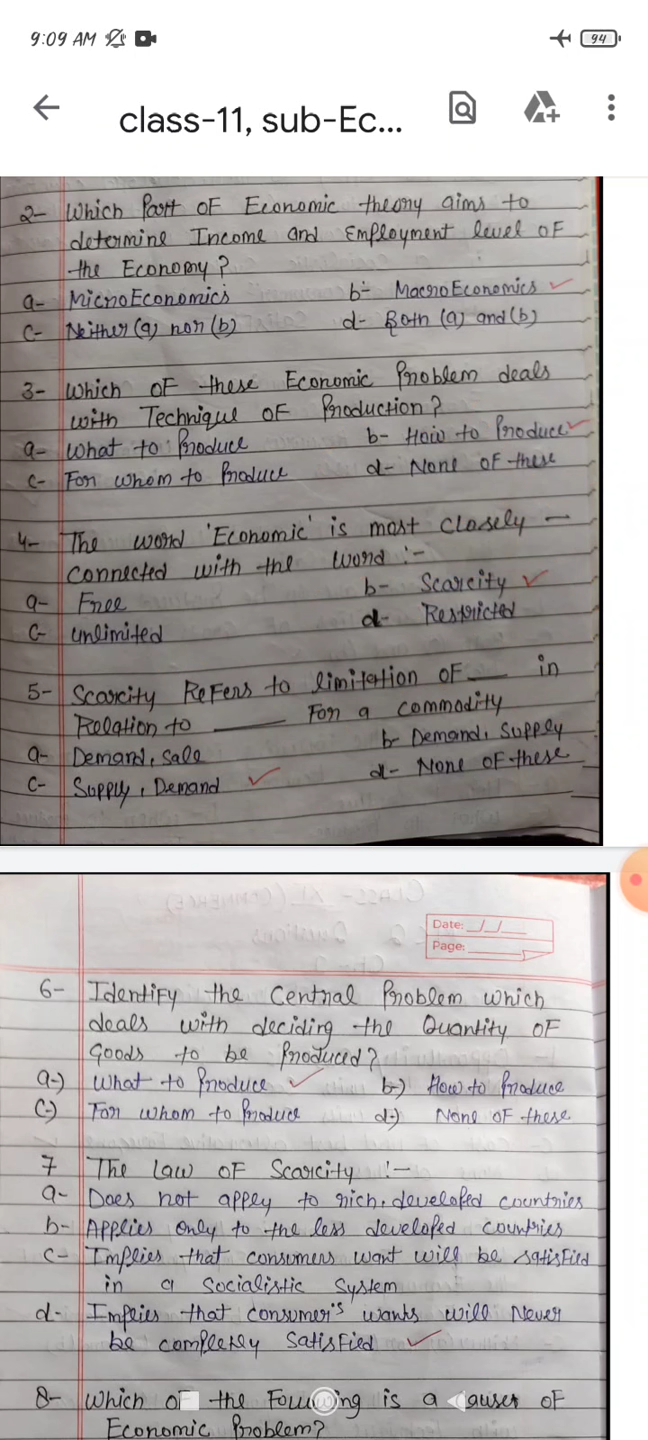 9:09 AM
94
class-11, sub-Ec...
2- Which Part OF Economic theory aims to
determine Income and Employment level OF
the Economy?
a- MicroEconomics b- MacroEconomics ✓
c- Neither (a) nor (b) d- Both (a) and (b)
3- Which OF these Economic Problem deals
with Technique OF Production?
a- What to Produce b- How to Produce ✓
c- For whom to Produce d- None OF these
4- The word 'Economic' is most closely -
connected with the word :-
a- Free b- Scarcity ✓
c- unlimited d- Restricted
5- Scarcity Refers to limitation OF ___ in
Relation to ____ For a commodity
a- Demand, Sale b- Demand, Supply
c- Supply, Demand ✓ d- None OF these
Date: _/_/_
Page:
6- Identify the Central Problem which
deals with deciding the Quantity OF
Goods to be Produced?
a-) What to Produce ✓ b-) How to Produce
c-) For whom to Produce d-) None OF these
7 The Law OF Scarcity :-
a- Does not apply to rich, developed countries
b- Applies only to the less developed countries
c- Implies that consumers want will be satisfied
in a Socialistic System
d- Implies that consumer's wants will Never
be completely Satisfied ✓
8- Which of the Following is a causes OF
Economic Problem?